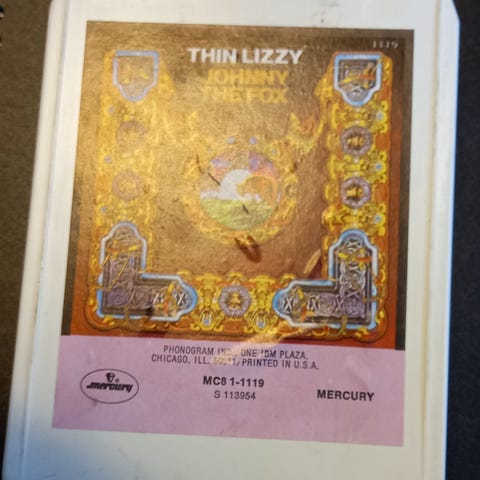 1119
THIN LIZZY
JOHNNY
THE FOX
PHONOGRAM INC., ONE IBM PLAZA,
CHICAGO, ILL. 60611/PRINTED IN U.S.A.
mercury
MC8 1-1119
S 113954
MERCURY